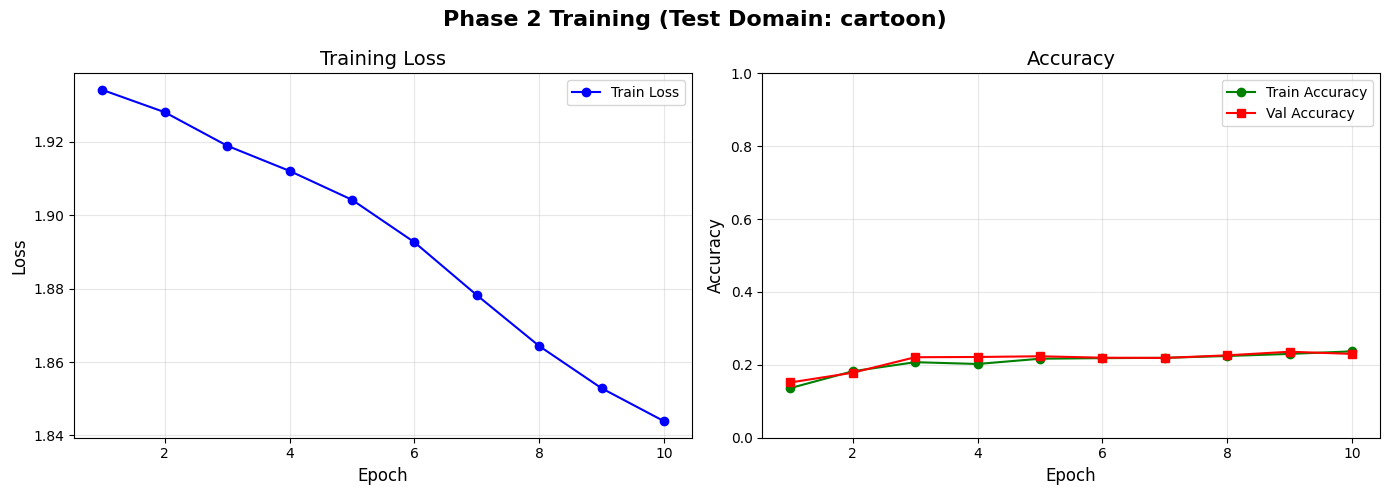 Phase 2 Training (Test Domain: cartoon)
Training Loss
Train Loss
1.92
1.90
1.88
1.86
1.84
Loss
2
4
6
8
10
Epoch
Accuracy
Train Accuracy
Val Accuracy
1.0
0.8
0.6
0.4
0.2
0.0
Accuracy
2
4
6
8
10
Epoch